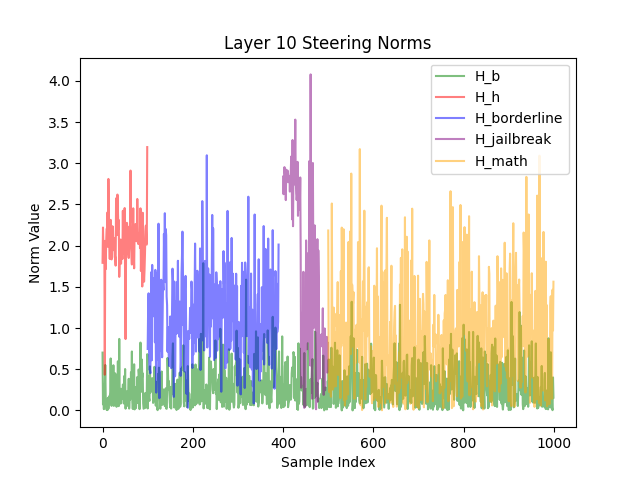 Layer 10 Steering Norms
Norm Value
4.0
3.5
3.0
2.5
2.0
1.5
1.0
0.5
0.0
H_b
H_h
H_borderline
H_jailbreak
H_math
0
200
400
600
800
1000
Sample Index